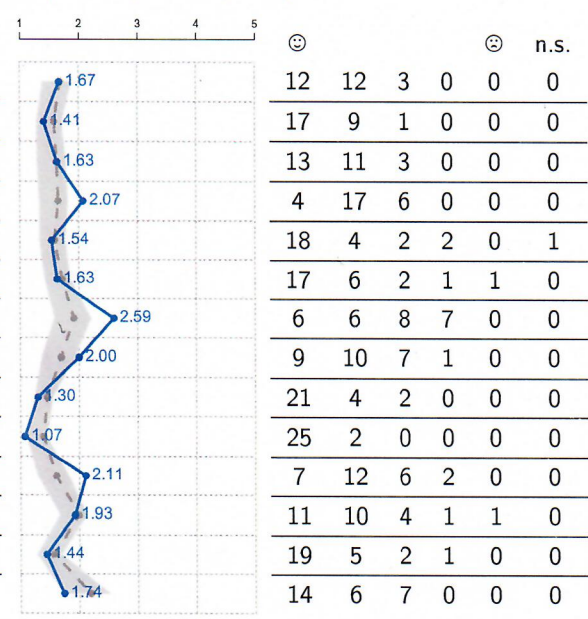 1 2 3 4 5
☺ ☹ n.s.
1.67 12 12 3 0 0 0
1.41 17 9 1 0 0 0
1.63 13 11 3 0 0 0
2.07 4 17 6 0 0 0
1.54 18 4 2 2 0 1
1.63 17 6 2 1 1 0
2.59 6 6 8 7 0 0
2.00 9 10 7 1 0 0
1.30 21 4 2 0 0 0
1.07 25 2 0 0 0 0
2.11 7 12 6 2 0 0
1.93 11 10 4 1 1 0
1.44 19 5 2 1 0 0
1.74 14 6 7 0 0 0